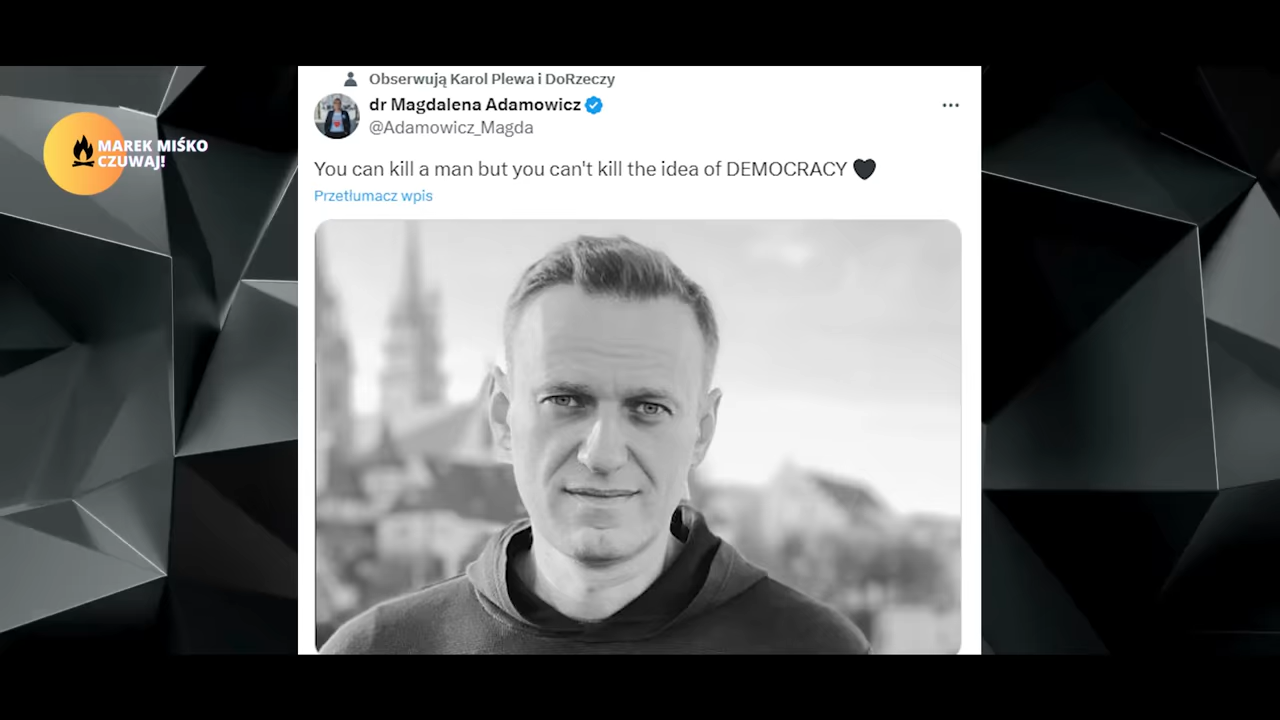 Obserwują Karol Plewa i DoRzeczy
dr Magdalena Adamowicz
@Adamowicz_Magda
MAREK MIŚKO
CZUWAJ!
You can kill a man but you can't kill the idea of DEMOCRACY 🖤
Przetłumacz wpis